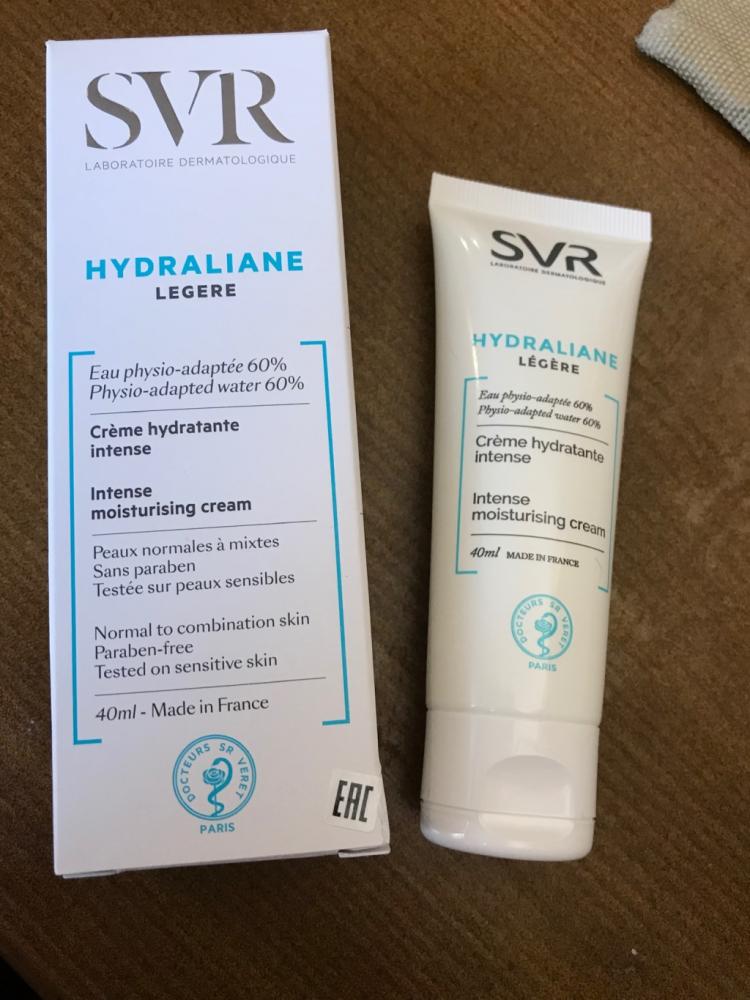 SVR
LABORATOIRE DERMATOLOGIQUE
HYDRALIANE
LEGERE
Eau physio-adaptée 60%
Physio-adapted water 60%
Crème hydratante
intense
Intense
moisturising cream
Peaux normales à mixtes
Sans paraben
Testée sur peaux sensibles
Normal to combination skin
Paraben-free
Tested on sensitive skin
40ml - Made in France
DOCTEURS SR VERET
PARIS
EAC
SVR
LABORATOIRE DERMATOLOGIQUE
HYDRALIANE
LÉGÈRE
Eau physio-adaptée 60%
Physio-adapted water 60%
Crème hydratante
intense
Intense
moisturising cream
40ml MADE IN FRANCE
DOCTEURS SR VERET
PARIS